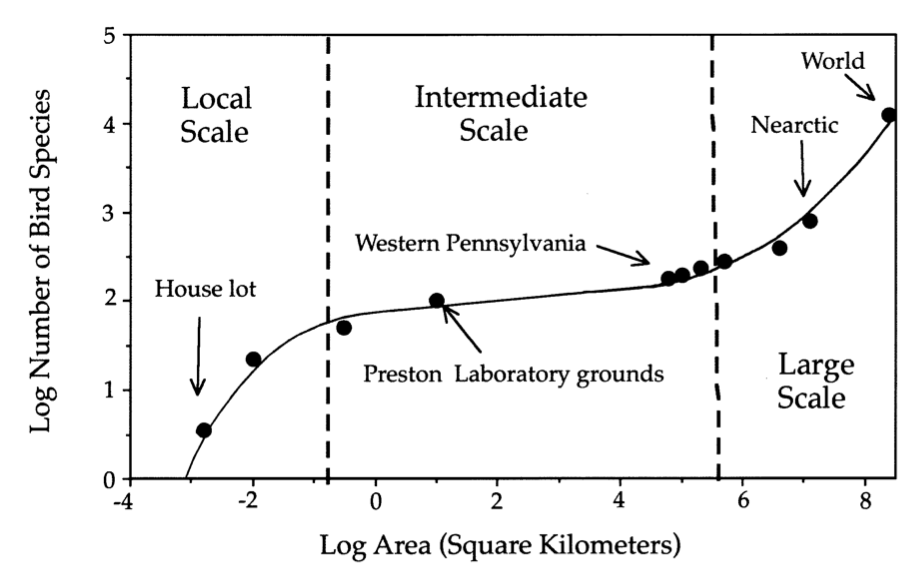 5
4
3
2
1
0
Log Number of Bird Species
Local
Scale
Intermediate
Scale
World
Nearctic
Western Pennsylvania
House lot
Preston Laboratory grounds
Large
Scale
-4 -2 0 2 4 6 8
Log Area (Square Kilometers)